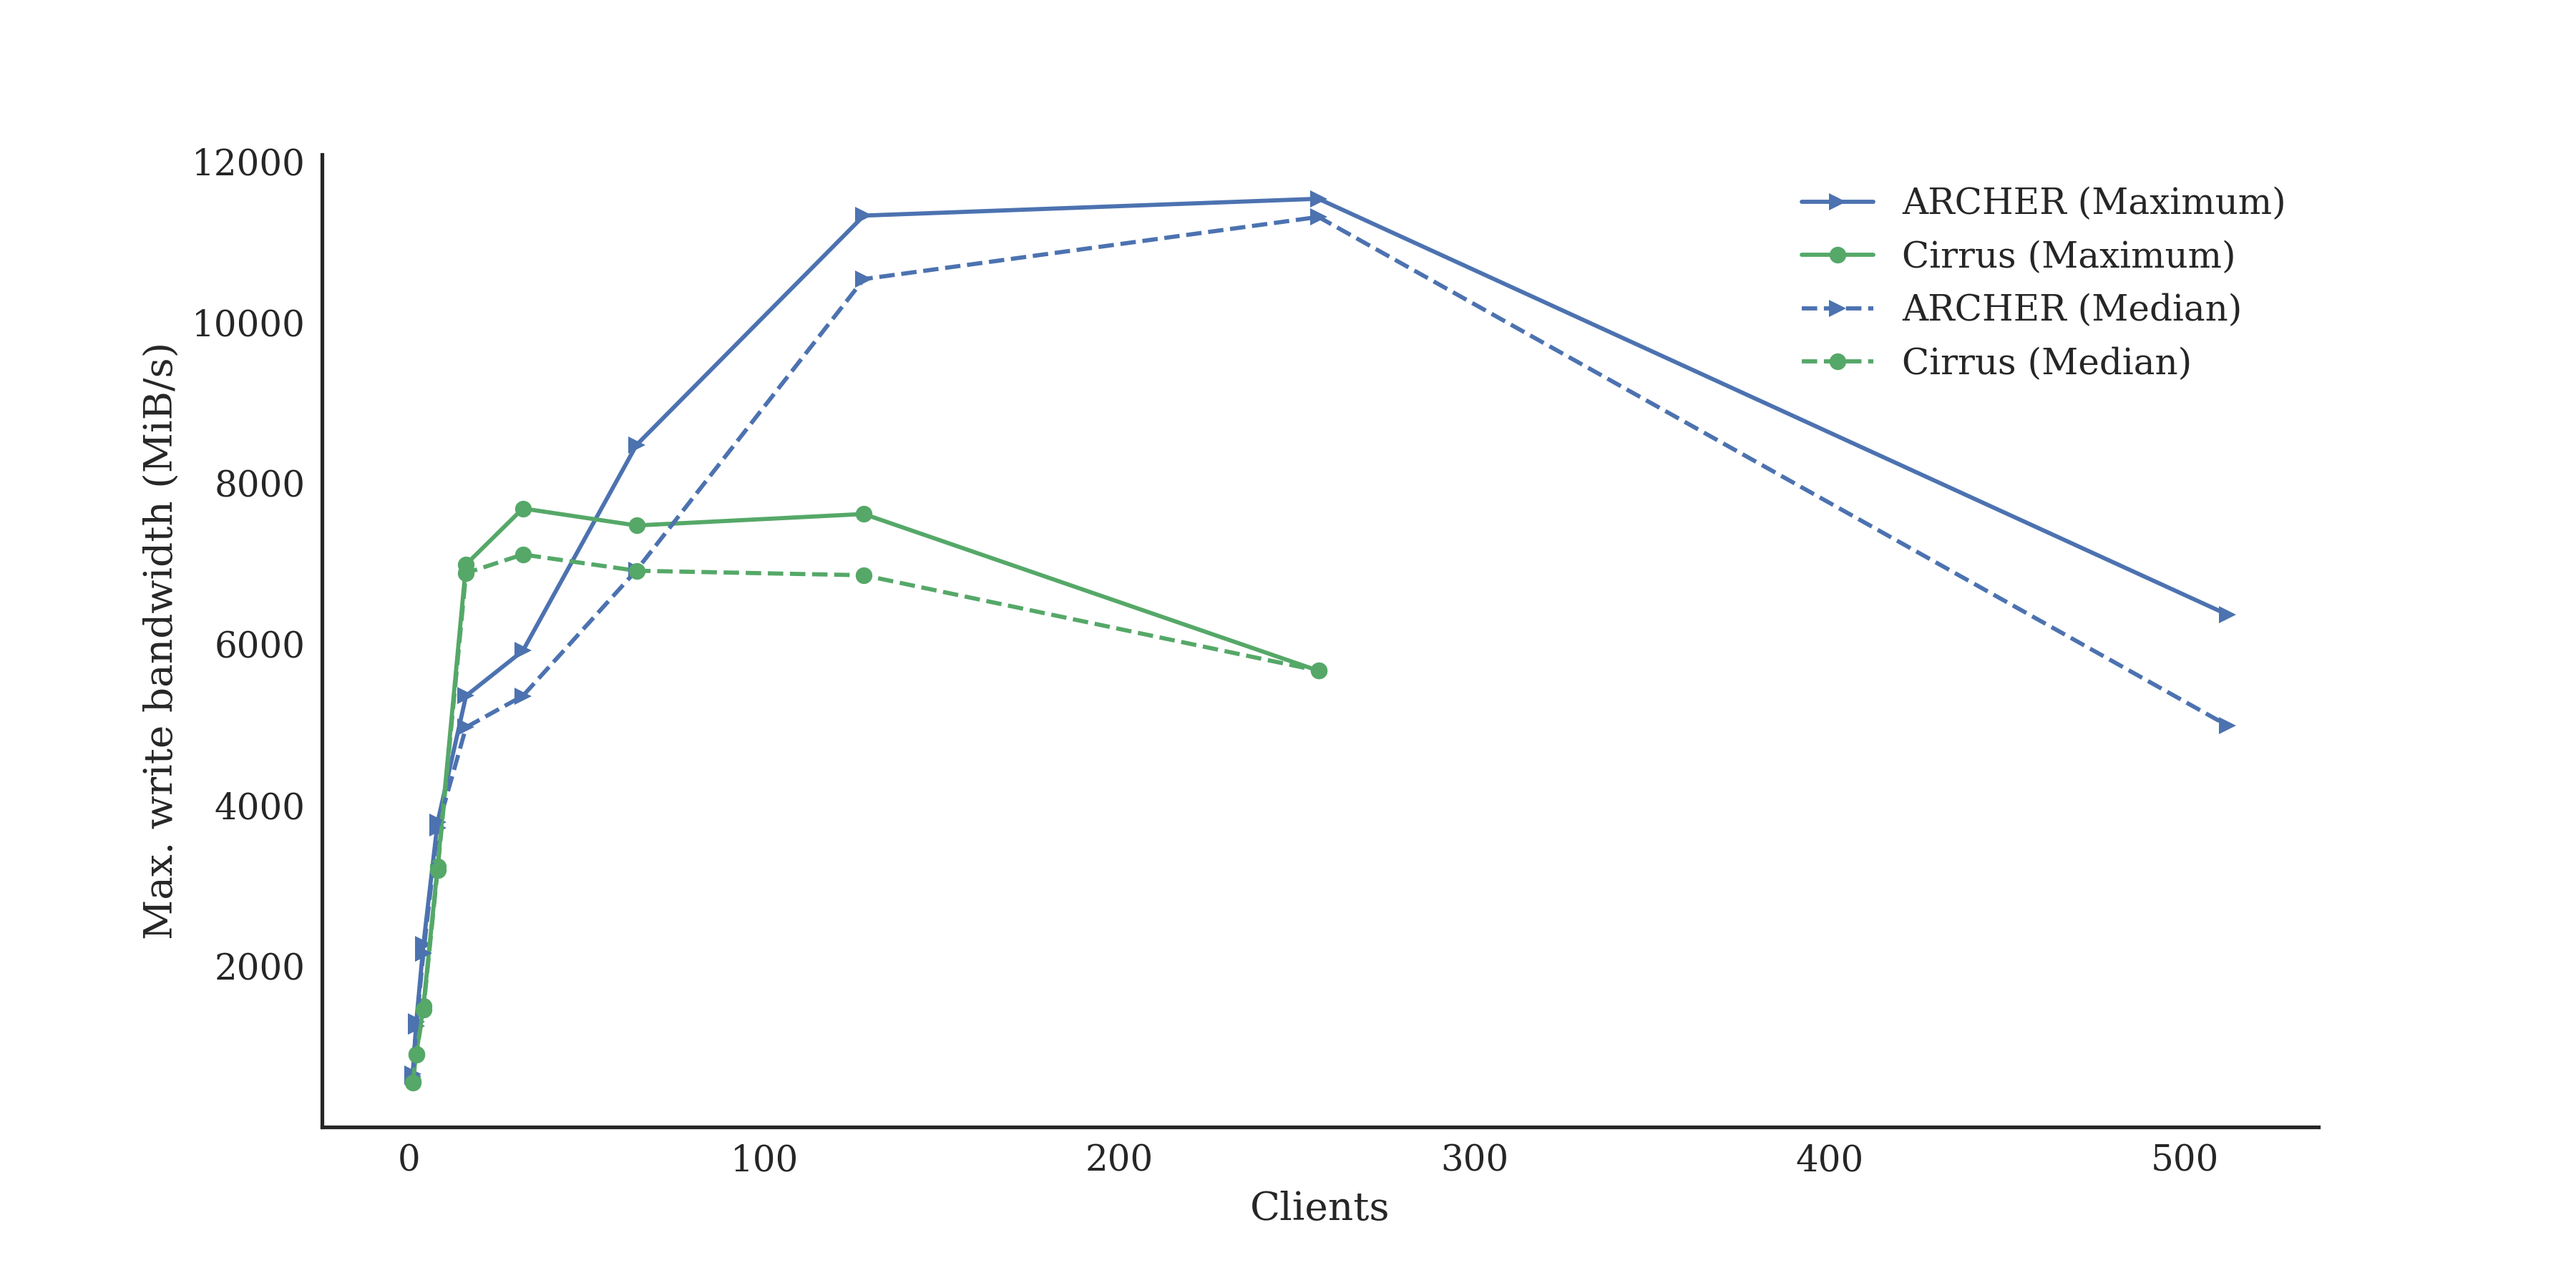 12000
10000
8000
6000
4000
2000
Max. write bandwidth (MiB/s)
0 100 200 300 400 500
Clients
ARCHER (Maximum)
Cirrus (Maximum)
ARCHER (Median)
Cirrus (Median)